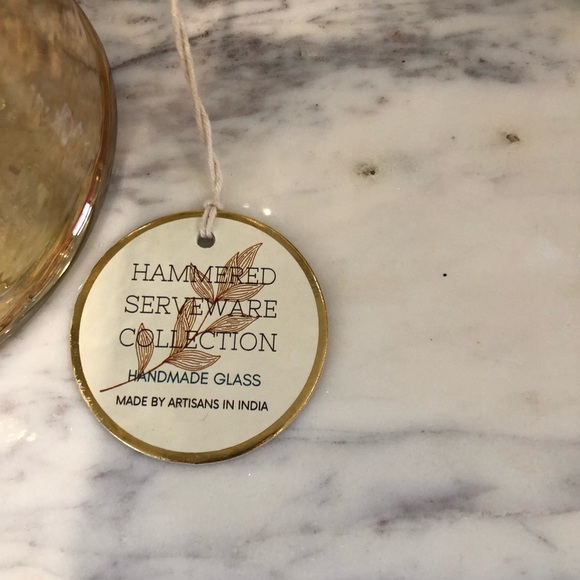 HAMMERED
SERVEWARE
COLLECTION
HANDMADE GLASS
MADE BY ARTISANS IN INDIA